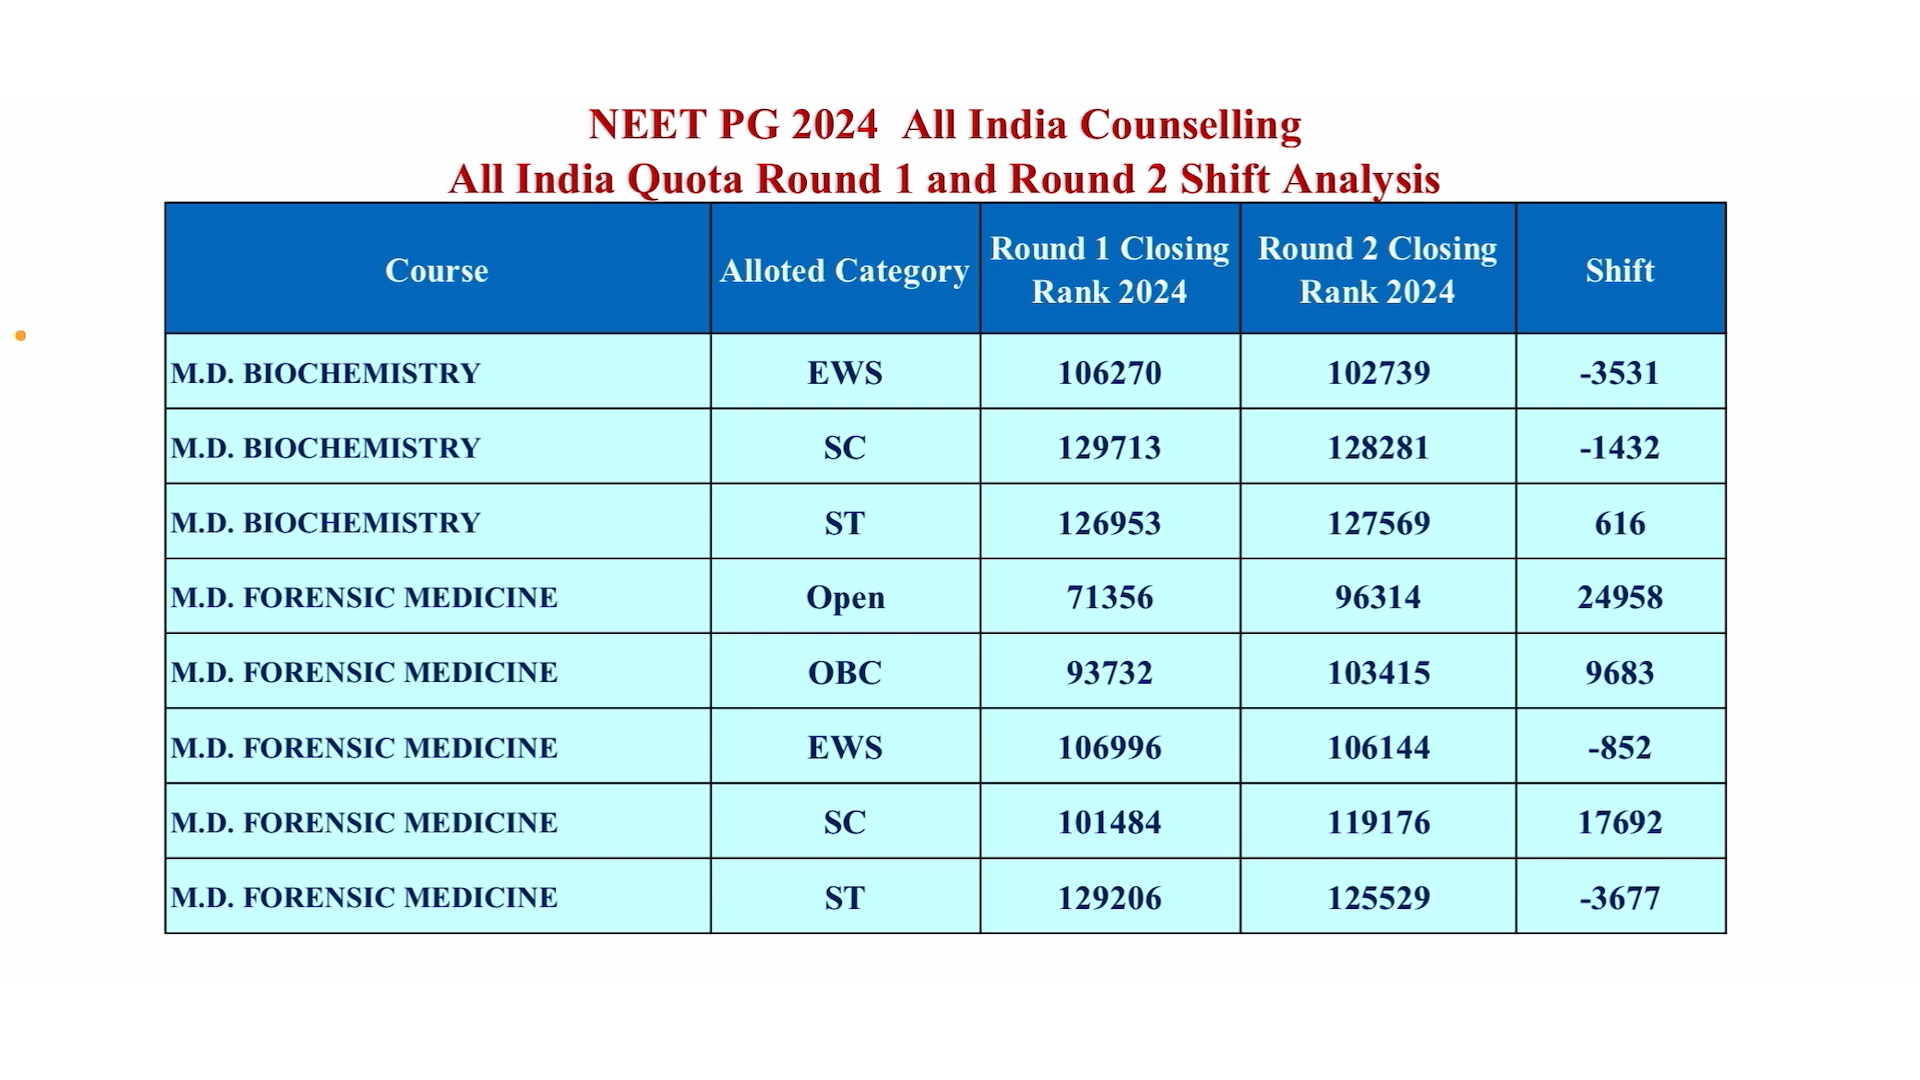 NEET PG 2024 All India Counselling
All India Quota Round 1 and Round 2 Shift Analysis
Course Alloted Category Round 1 Closing Rank 2024 Round 2 Closing Rank 2024 Shift
M.D. BIOCHEMISTRY EWS 106270 102739 -3531
M.D. BIOCHEMISTRY SC 129713 128281 -1432
M.D. BIOCHEMISTRY ST 126953 127569 616
M.D. FORENSIC MEDICINE Open 71356 96314 24958
M.D. FORENSIC MEDICINE OBC 93732 103415 9683
M.D. FORENSIC MEDICINE EWS 106996 106144 -852
M.D. FORENSIC MEDICINE SC 101484 119176 17692
M.D. FORENSIC MEDICINE ST 129206 125529 -3677